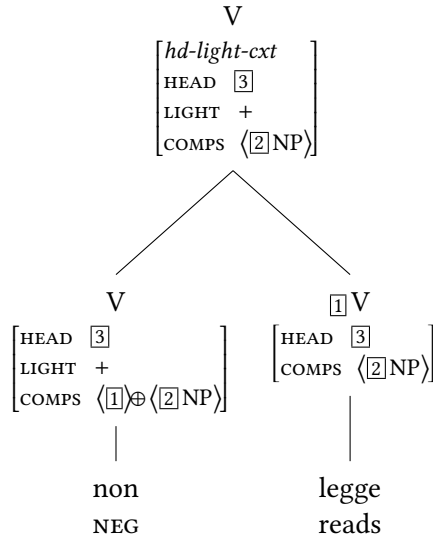 V
hd-light-cxt
HEAD 3
LIGHT +
COMPS ⟨2 NP⟩
V
HEAD 3
LIGHT +
COMPS ⟨1⟩⊕⟨2 NP⟩
non
NEG
1 V
HEAD 3
COMPS ⟨2 NP⟩
legge
reads